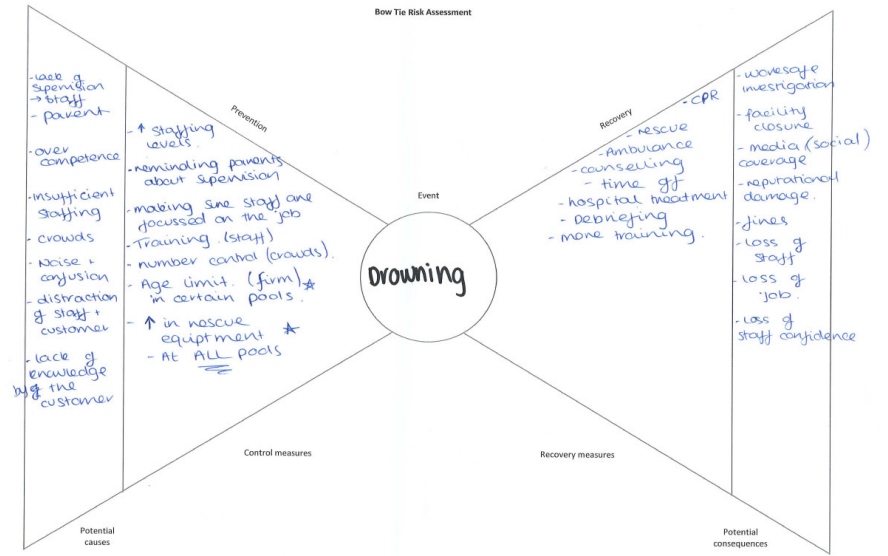 Bow Tie Risk Assessment
- lack of
supervision
→ staff
- parent
- over
competence
- insufficient
staffing
- crowds
- Noise +
confusion
- distraction
of staff +
customer
- lack of
knowledge
by of the
customer
Potential
causes
Prevention
- ↑ staffing
levels.
- reminding parents
about supervision
- making sure staff are
focussed on the job
- Training. (staff)
- number control (crowds).
- Age Limit. (firm) ☆
in certain pools.
- ↑ in rescue
equiptment ☆
- At ALL pools
Control measures
Event
Drowning
Recovery
- CPR
- rescue
- Ambulance
- counselling
- time off
- hospital treatment
- Debriefing
- more training.
Recovery measures
- worksafe
investigation
- facility
closure
- media (social)
coverage
- reputational
damage.
- fines
- loss of
staff
- loss of
job.
- loss of
staff confidence
Potential
consequences